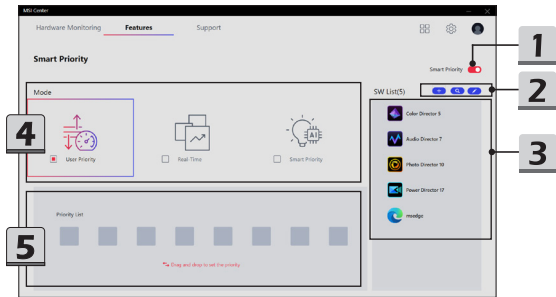 MSI Center
Hardware Monitoring Features Support
Smart Priority
Smart Priority
1
Mode
SW List(5)
2
Color Director 5
Audio Director 7
Photo Director 10
Power Director 17
msedge
3
4
AI
User Priority
Real-Time
Smart Priority
Priority List
5
Drag and drop to set the priority.